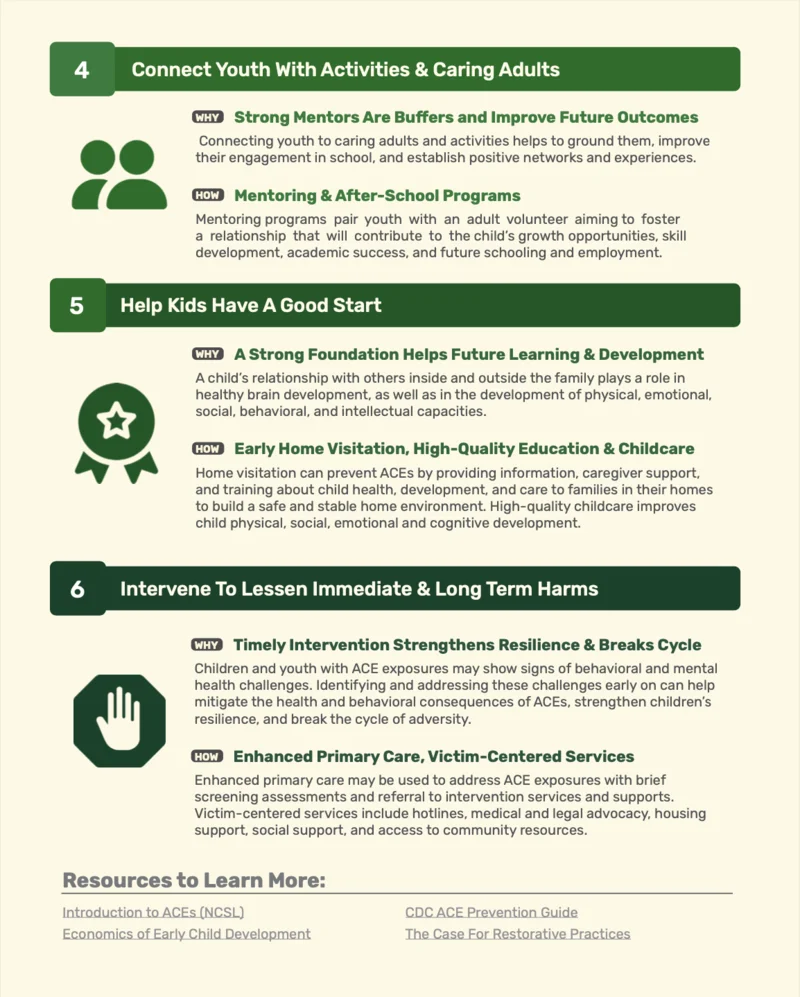 4 Connect Youth With Activities & Caring Adults
WHY Strong Mentors Are Buffers and Improve Future Outcomes
Connecting youth to caring adults and activities helps to ground them, improve
their engagement in school, and establish positive networks and experiences.
HOW Mentoring & After-School Programs
Mentoring programs pair youth with an adult volunteer aiming to foster
a relationship that will contribute to the child's growth opportunities, skill
development, academic success, and future schooling and employment.
5 Help Kids Have A Good Start
WHY A Strong Foundation Helps Future Learning & Development
A child's relationship with others inside and outside the family plays a role in
healthy brain development, as well as in the development of physical, emotional,
social, behavioral, and intellectual capacities.
HOW Early Home Visitation, High-Quality Education & Childcare
Home visitation can prevent ACEs by providing information, caregiver support,
and training about child health, development, and care to families in their homes
to build a safe and stable home environment. High-quality childcare improves
child physical, social, emotional and cognitive development.
6 Intervene To Lessen Immediate & Long Term Harms
WHY Timely Intervention Strengthens Resilience & Breaks Cycle
Children and youth with ACE exposures may show signs of behavioral and mental
health challenges. Identifying and addressing these challenges early on can help
mitigate the health and behavioral consequences of ACEs, strengthen children's
resilience, and break the cycle of adversity.
HOW Enhanced Primary Care, Victim-Centered Services
Enhanced primary care may be used to address ACE exposures with brief
screening assessments and referral to intervention services and supports.
Victim-centered services include hotlines, medical and legal advocacy, housing
support, social support, and access to community resources.
Resources to Learn More:
Introduction to ACEs (NCSL)
Economics of Early Child Development
CDC ACE Prevention Guide
The Case For Restorative Practices